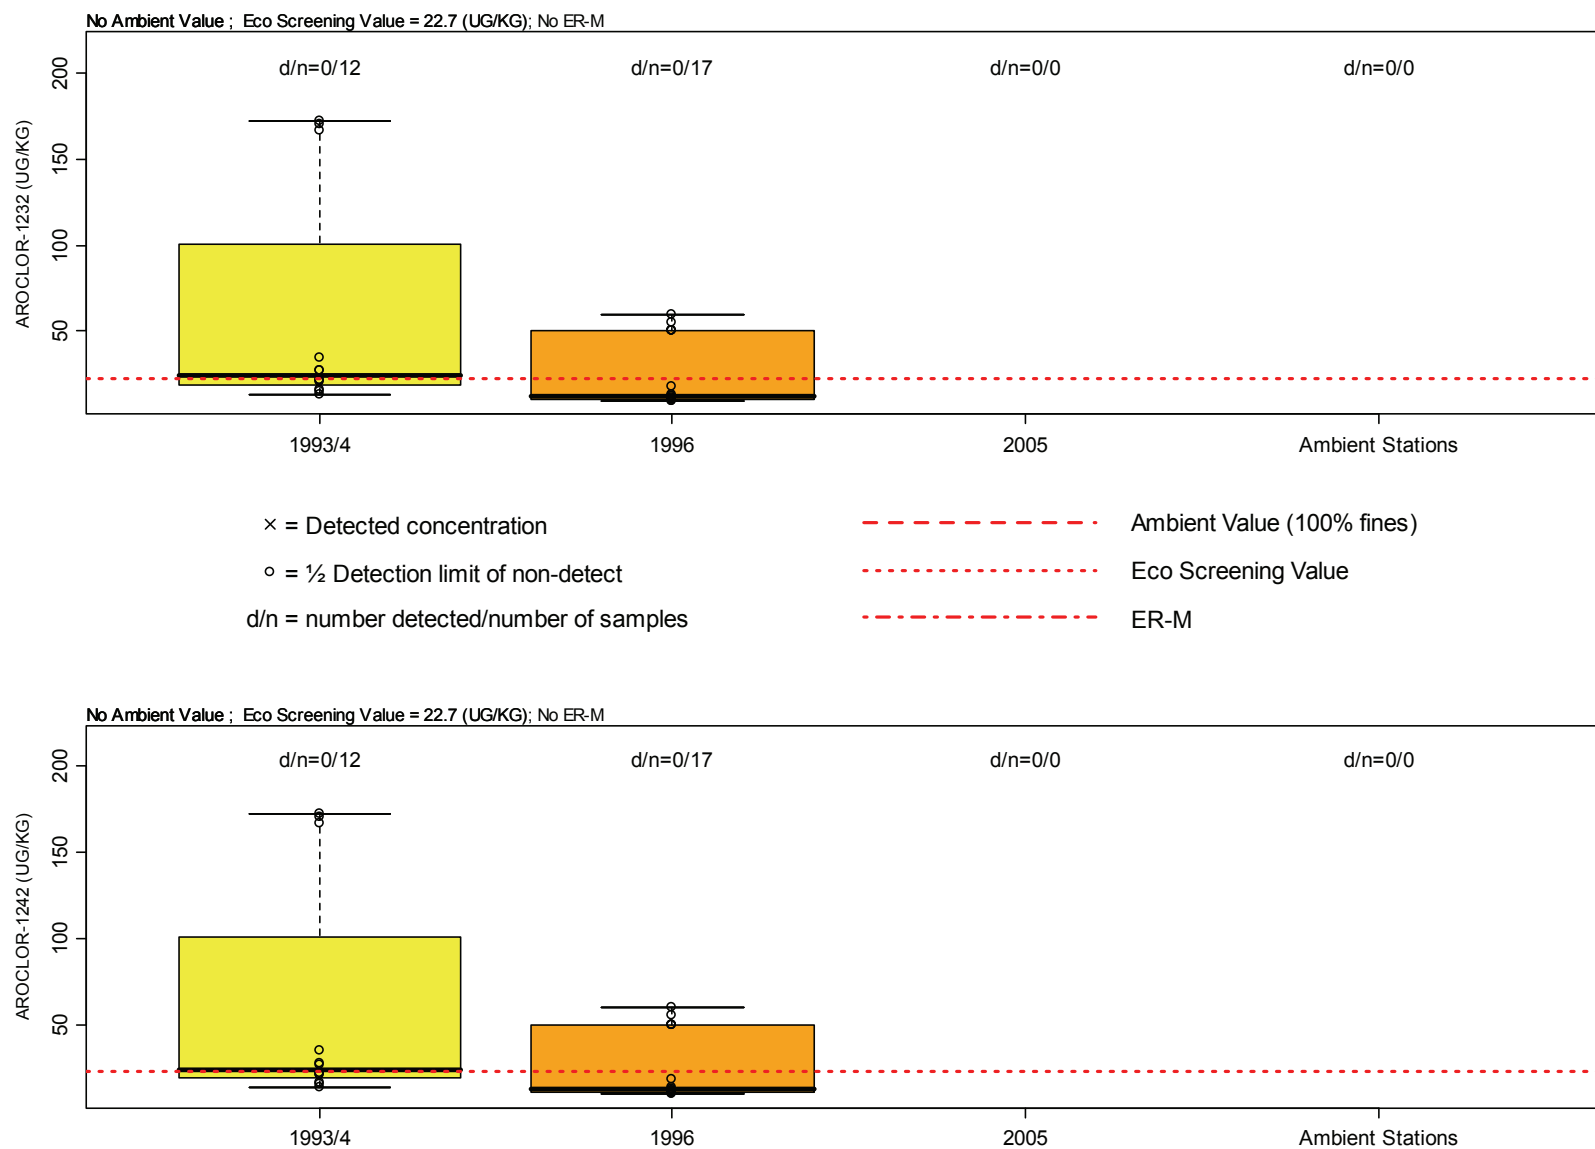 No Ambient Value ; Eco Screening Value = 22.7 (UG/KG); No ER-M
d/n=0/12 d/n=0/17 d/n=0/0 d/n=0/0
AROCLOR-1232 (UG/KG)
200
150
100
50
1993/4 1996 2005 Ambient Stations
× = Detected concentration
○ = ½ Detection limit of non-detect
d/n = number detected/number of samples
Ambient Value (100% fines)
Eco Screening Value
ER-M
No Ambient Value ; Eco Screening Value = 22.7 (UG/KG); No ER-M
d/n=0/12 d/n=0/17 d/n=0/0 d/n=0/0
AROCLOR-1242 (UG/KG)
200
150
100
50
1993/4 1996 2005 Ambient Stations